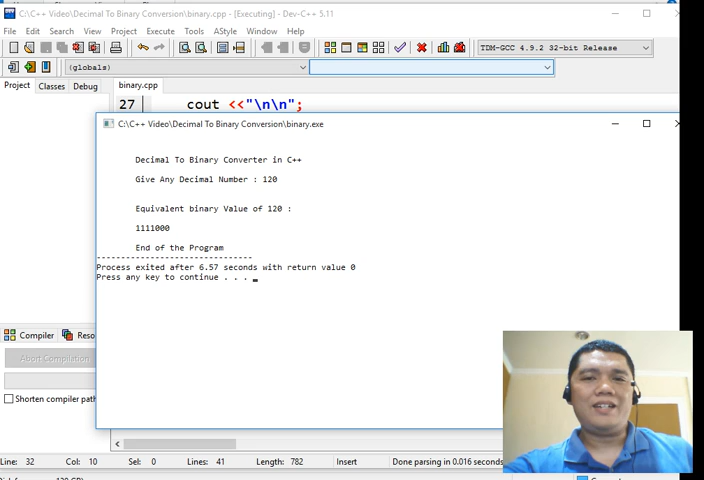 C:\C++ Video\Decimal To Binary Conversion\binary.cpp - [Executing] - Dev-C++ 5.11
File Edit Search View Project Execute Tools AStyle Window Help
TDM-GCC 4.9.2 32-bit Release
(globals)
Project Classes Debug binary.cpp
27 cout <<"\n\n";
C:\C++ Video\Decimal To Binary Conversion\binary.exe
Decimal To Binary Converter in C++
Give Any Decimal Number : 120
Equivalent binary Value of 120 :
1111000
End of the Program
--------------------------------
Process exited after 6.57 seconds with return value 0
Press any key to continue . . .
Compiler Reso
Abort Compilation
Shorten compiler path
Line: 32 Col: 10 Sel: 0 Lines: 41 Length: 782 Insert Done parsing in 0.016 seconds